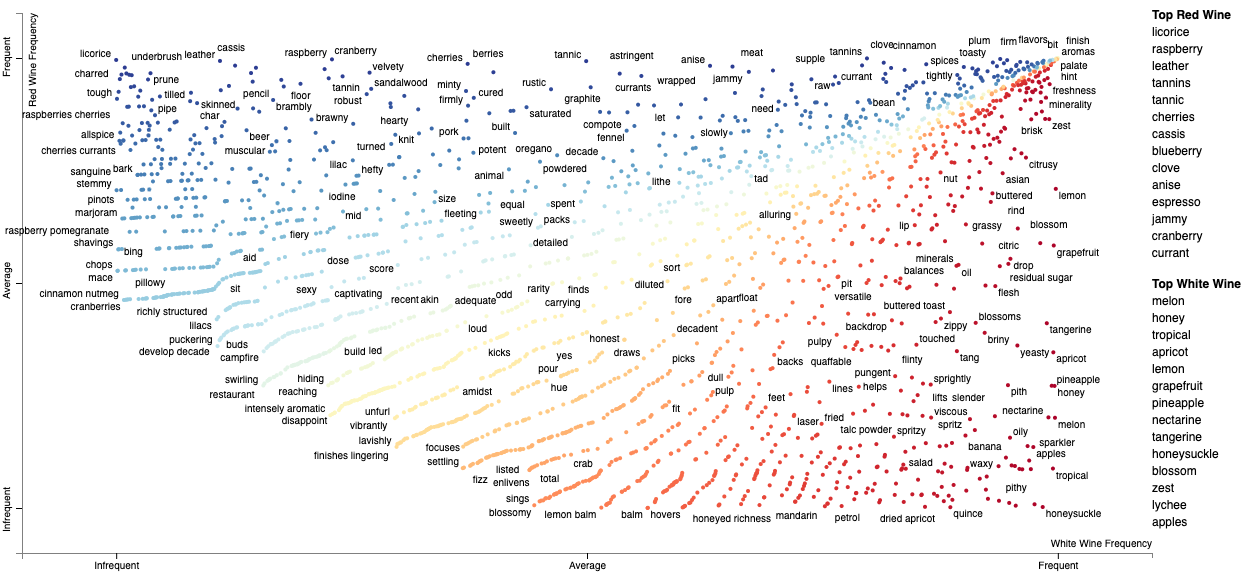 Frequent
Average
Infrequent
Red Wine Frequency
licorice underbrush leather cassis raspberry cranberry cherries berries tannic astringent anise meat supple tannins clove cinnamon spices toasty plum firm flavors bit finish
aromas
charred prune velvety sandalwood minty wrapped jammy raw currant tightly palate
hint
tough tilled pencil floor tannin robust firmly cured rustic currants freshness
pipe skinned brambly graphite bean minerality
raspberries cherries char brawny hearty saturated let need
allspice beer knit pork built compote slowly brisk zest
fennel
cherries currants muscular turned potent oregano decade
sanguine bark lilac hefty animal powdered lithe tad nut citrusy
stemmy asian
pinots iodine size equal spent buttered lemon
marjoram mid fleeting sweetly packs alluring rind
raspberry pomegranate fiery lip grassy blossom
shavings bing detailed citric grapefruit
chops aid dose score sort minerals drop
mace pillowy balances oil residual sugar
cinnamon nutmeg sit sexy captivating recent akin adequate odd rarity finds diluted pit flesh
cranberries richly structured carrying fore apart float versatile buttered toast
lilacs loud decadent backdrop zippy blossoms tangerine
puckering buds honest pulpy touched briny
develop decade campfire build led kicks yes draws picks backs quaffable flinty tang yeasty apricot
swirling hiding pour dull pungent sprightly pineapple
restaurant reaching amidst hue pulp feet lines helps lifts slender pith honey
intensely aromatic unfurl fit viscous nectarine
disappoint vibrantly laser fried spritz melon
lavishly talc powder spritzy oily
finishes lingering focuses banana sparkler
settling listed crab salad waxy apples
fizz enlivens total pithy tropical
sings
blossomy lemon balm balm hovers honeyed richness mandarin petrol dried apricot quince honeysuckle
White Wine Frequency
Infrequent Average Frequent
Top Red Wine
licorice
raspberry
leather
tannins
tannic
cherries
cassis
blueberry
clove
anise
espresso
jammy
cranberry
currant
Top White Wine
melon
honey
tropical
apricot
lemon
grapefruit
pineapple
nectarine
tangerine
honeysuckle
blossom
zest
lychee
apples